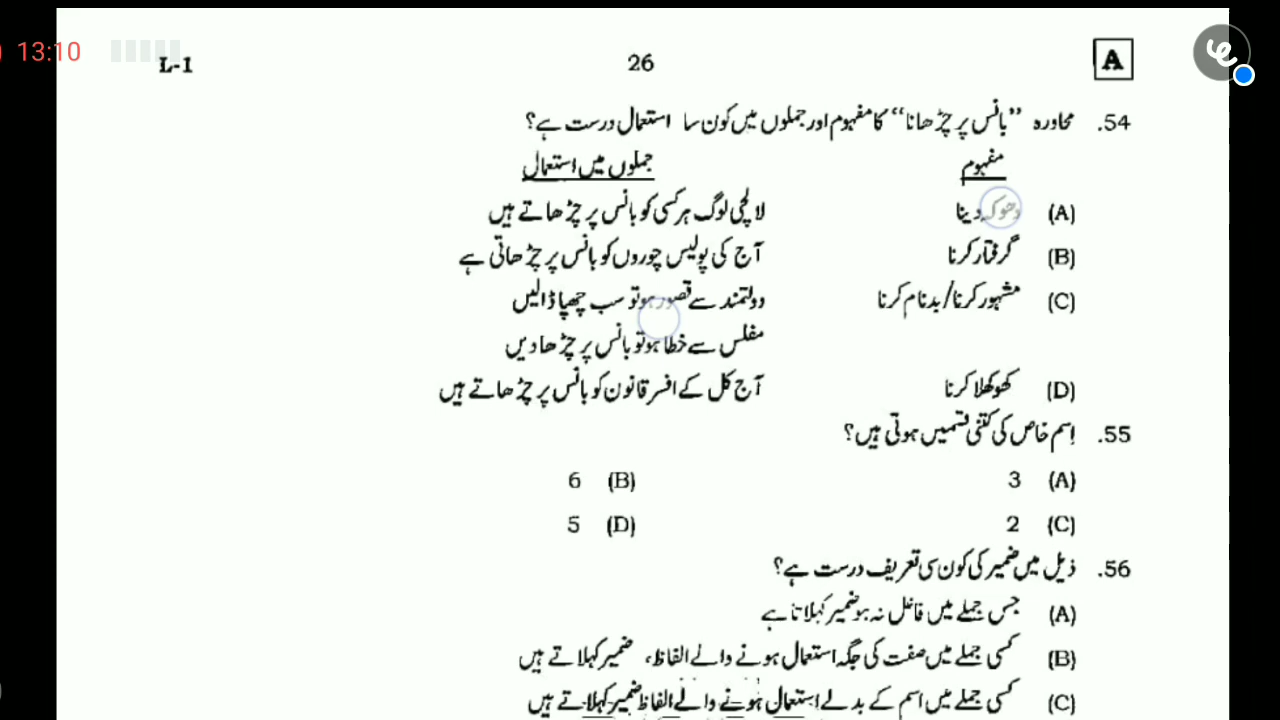 13:10
L-1 26 A
54. محاورہ ”بانس پر چڑھانا“ کا مفہوم اور جملوں میں کون سا استعمال درست ہے؟
مفہوم جملوں میں استعمال
(A) دھوکہ دینا لالچی لوگ ہر کسی کو بانس پر چڑھاتے ہیں
(B) گرفتار کرنا آج کی پولیس چوروں کو بانس پر چڑھاتی ہے
(C) مشہور کرنا/بدنام کرنا دولتمند سے قصور ہو تو سب چھپا ڈالیں
مفلس سے خطا ہو تو بانس پر چڑھا دیں
(D) کھوکھلا کرنا آج کل کے افسر قانون کو بانس پر چڑھاتے ہیں
55. اِسم خاص کی کتنی قسمیں ہوتی ہیں؟
(A) 3 (B) 6
(C) 2 (D) 5
56. ذیل میں ضمیر کی کون سی تعریف درست ہے؟
(A) جس جملے میں فاعل نہ ہو ضمیر کہلاتا ہے
(B) کسی جملے میں صفت کی جگہ استعمال ہونے والے الفاظ، ضمیر کہلاتے ہیں
(C) کسی جملے میں اسم کے بدلے استعمال ہونے والے الفاظ ضمیر کہلاتے ہیں